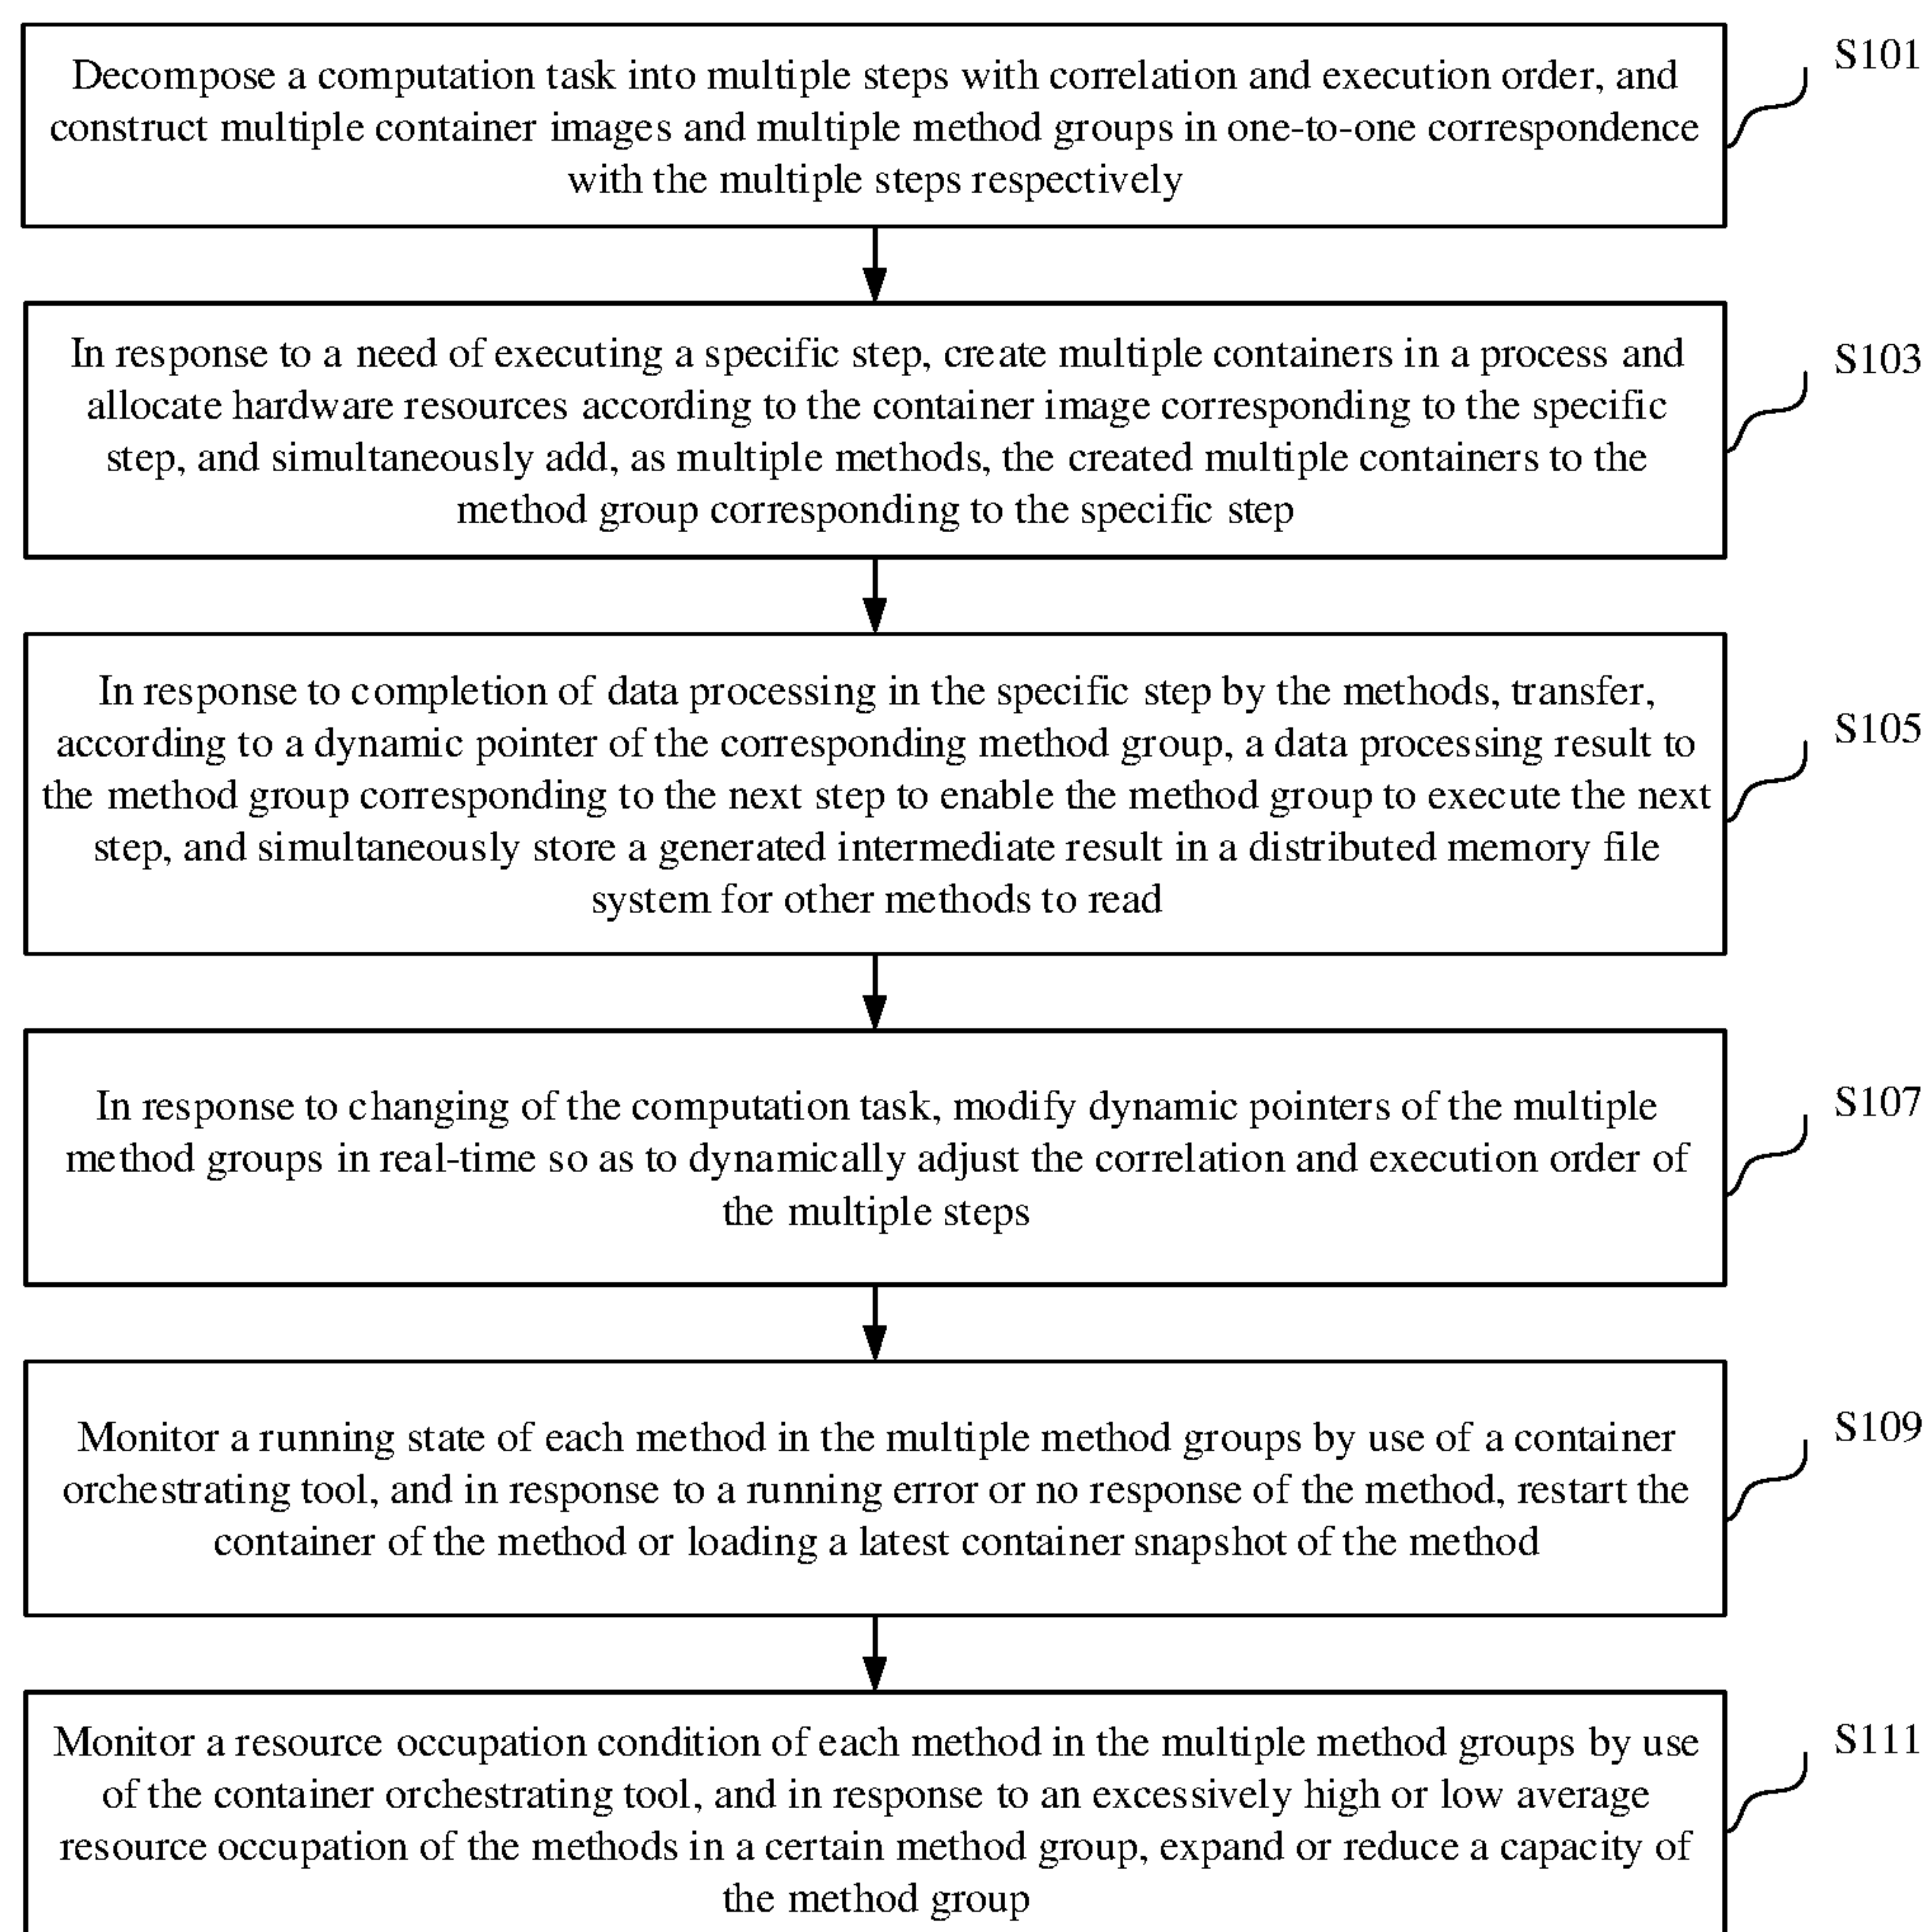 Decompose a computation task into multiple steps with correlation and execution order, and
construct multiple container images and multiple method groups in one-to-one correspondence
with the multiple steps respectively
S101
In response to a need of executing a specific step, create multiple containers in a process and
allocate hardware resources according to the container image corresponding to the specific
step, and simultaneously add, as multiple methods, the created multiple containers to the
method group corresponding to the specific step
S103
In response to completion of data processing in the specific step by the methods, transfer,
according to a dynamic pointer of the corresponding method group, a data processing result to
the method group corresponding to the next step to enable the method group to execute the next
step, and simultaneously store a generated intermediate result in a distributed memory file
system for other methods to read
S105
In response to changing of the computation task, modify dynamic pointers of the multiple
method groups in real-time so as to dynamically adjust the correlation and execution order of
the multiple steps
S107
Monitor a running state of each method in the multiple method groups by use of a container
orchestrating tool, and in response to a running error or no response of the method, restart the
container of the method or loading a latest container snapshot of the method
S109
Monitor a resource occupation condition of each method in the multiple method groups by use
of the container orchestrating tool, and in response to an excessively high or low average
resource occupation of the methods in a certain method group, expand or reduce a capacity of
the method group
S111